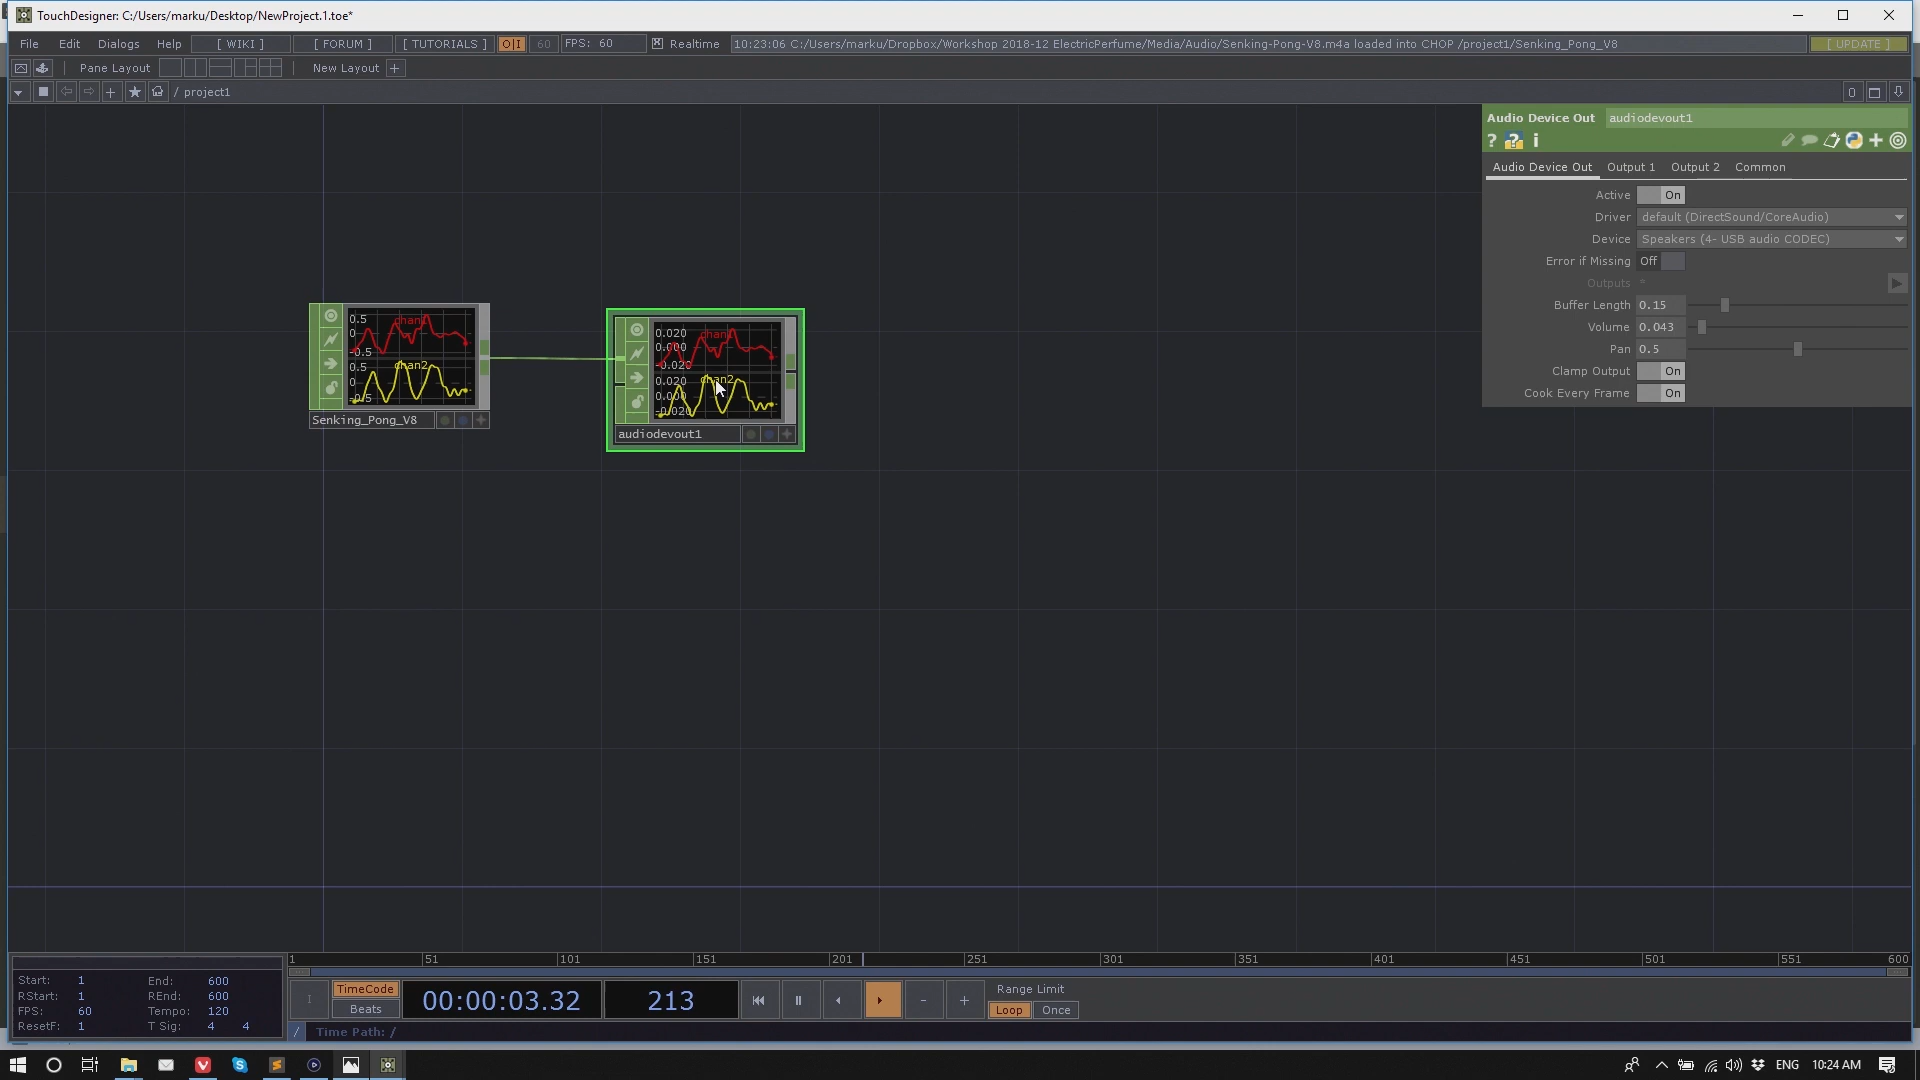 TouchDesigner: C:/Users/marku/Desktop/NewProject.1.toe*
File Edit Dialogs Help [ WIKI ] [ FORUM ] [ TUTORIALS ] O|I 60 FPS: 60 Realtime 10:23:06 C:/Users/marku/Dropbox/Workshop 2018-12 ElectricPerfume/Media/Audio/Senking-Pong-V8.m4a loaded into CHOP /project1/Senking_Pong_V8 [ UPDATE ]
Pane Layout New Layout +
/ project1 0
Audio Device Out audiodevout1
? ? i
Audio Device Out Output 1 Output 2 Common
Active On
Driver default (DirectSound/CoreAudio)
Device Speakers (4- USB audio CODEC)
Error if Missing Off
Outputs *
Buffer Length 0.15
Volume 0.043
Pan 0.5
Clamp Output On
Cook Every Frame On
0.5 chan1
0
-0.5
0.5 chan2
0
-0.5
Senking_Pong_V8
0.020 chan1
0.000
-0.020
0.020 chan2
0.000
-0.020
audiodevout1
1 51 101 151 201 251 301 351 401 451 501 551 600
Start: 1 End: 600
RStart: 1 REnd: 600
FPS: 60 Tempo: 120
ResetF: 1 T Sig: 4 4
TimeCode
Beats
00:00:03.32 213
Range Limit
Loop Once
/ Time Path: /
ENG 10:24 AM